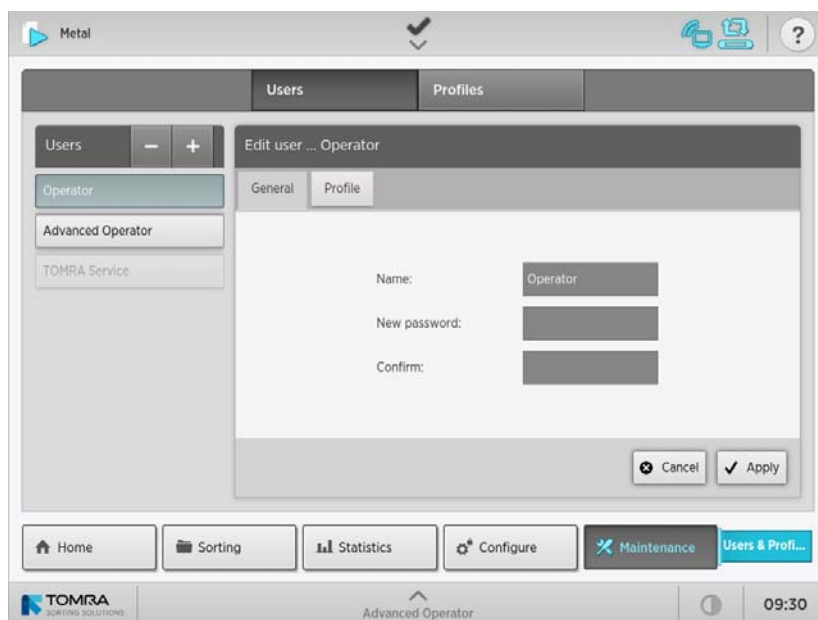 Metal
?
Users Profiles
Users − +
Operator
Advanced Operator
TOMRA Service
Edit user ... Operator
General Profile
Name: Operator
New password:
Confirm:
Cancel Apply
Home Sorting Statistics Configure Maintenance Users & Profi...
TOMRA
SORTING SOLUTIONS
Advanced Operator
09:30